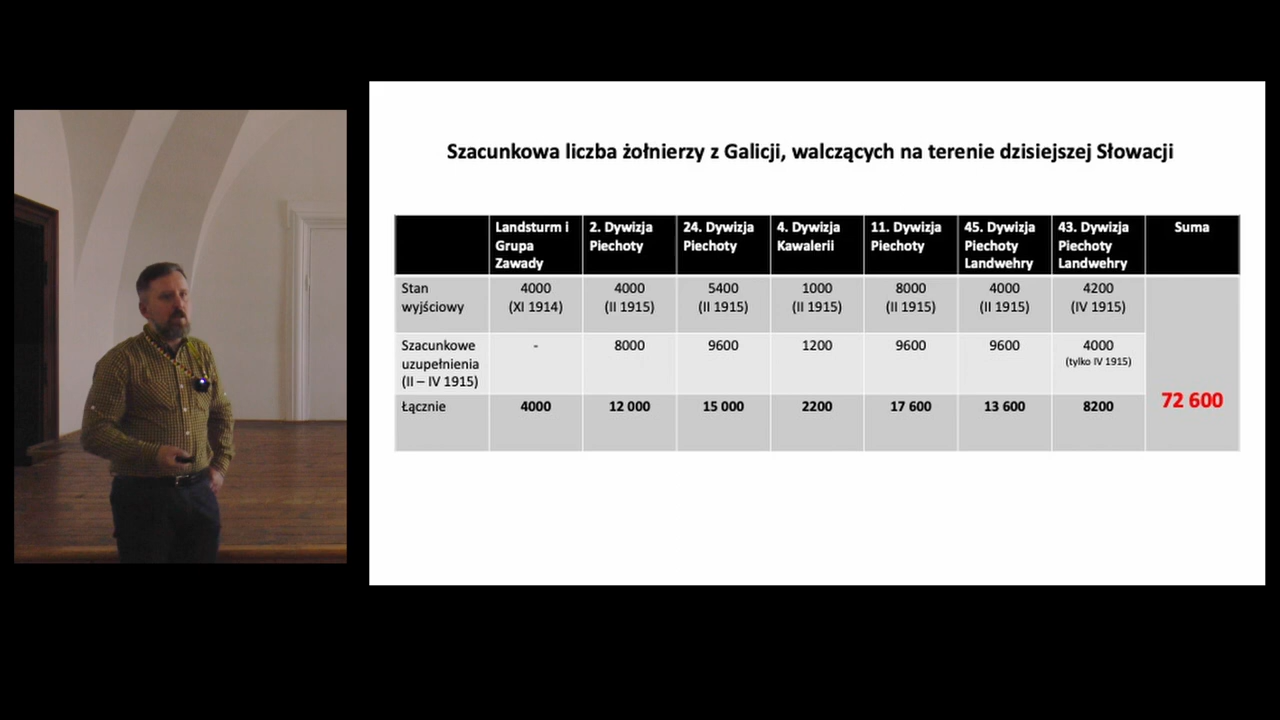 Szacunkowa liczba żołnierzy z Galicji, walczących na terenie dzisiejszej Słowacji
Landsturm i Grupa Zawady 2. Dywizja Piechoty 24. Dywizja Piechoty 4. Dywizja Kawalerii 11. Dywizja Piechoty 45. Dywizja Piechoty Landwehry 43. Dywizja Piechoty Landwehry Suma
Stan wyjściowy 4000 (XI 1914) 4000 (II 1915) 5400 (II 1915) 1000 (II 1915) 8000 (II 1915) 4000 (II 1915) 4200 (IV 1915)
Szacunkowe uzupełnienia (II – IV 1915) - 8000 9600 1200 9600 9600 4000 (tylko IV 1915)
Łącznie 4000 12 000 15 000 2200 17 600 13 600 8200 72 600